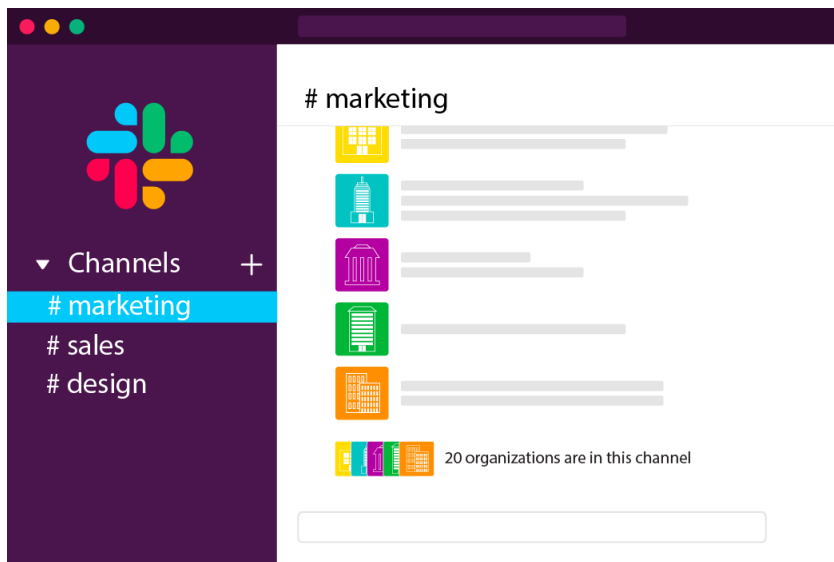 # marketing
Channels +
# marketing
# sales
# design
20 organizations are in this channel